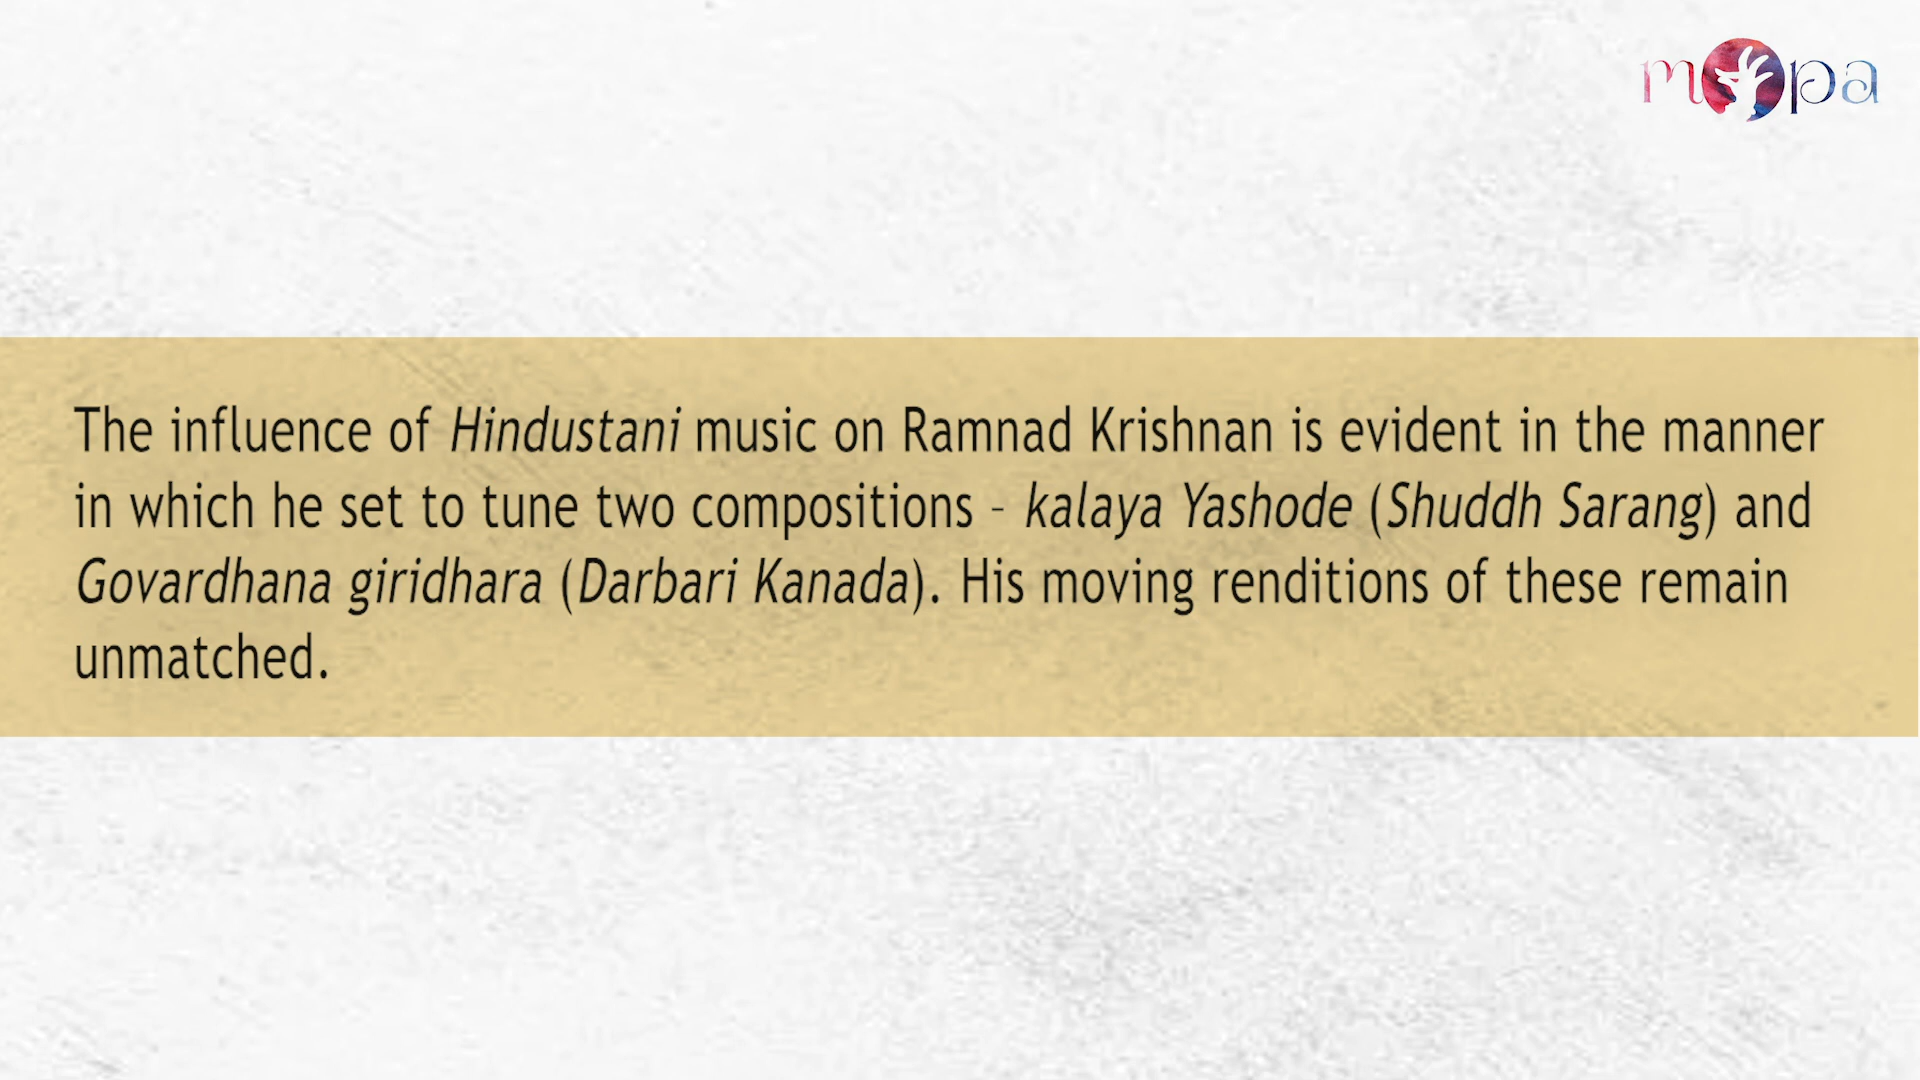 mopa
The influence of Hindustani music on Ramnad Krishnan is evident in the manner
in which he set to tune two compositions – kalaya Yashode (Shuddh Sarang) and
Govardhana giridhara (Darbari Kanada). His moving renditions of these remain
unmatched.